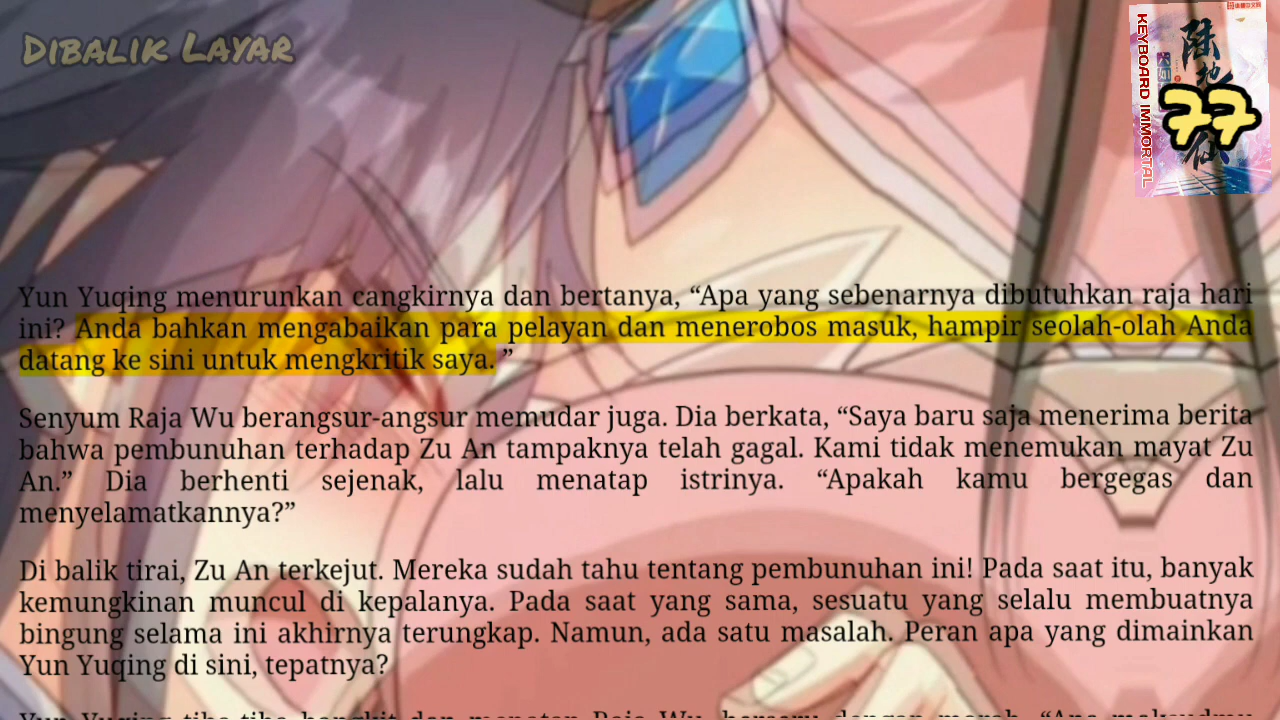 DIBALIK LAYAR
KEYBOARD IMMORTAL
77
Yun Yuqing menurunkan cangkirnya dan bertanya, “Apa yang sebenarnya dibutuhkan raja hari
ini? Anda bahkan mengabaikan para pelayan dan menerobos masuk, hampir seolah-olah Anda
datang ke sini untuk mengkritik saya. ”
Senyum Raja Wu berangsur-angsur memudar juga. Dia berkata, “Saya baru saja menerima berita
bahwa pembunuhan terhadap Zu An tampaknya telah gagal. Kami tidak menemukan mayat Zu
An.” Dia berhenti sejenak, lalu menatap istrinya. “Apakah kamu bergegas dan
menyelamatkannya?”
Di balik tirai, Zu An terkejut. Mereka sudah tahu tentang pembunuhan ini! Pada saat itu, banyak
kemungkinan muncul di kepalanya. Pada saat yang sama, sesuatu yang selalu membuatnya
bingung selama ini akhirnya terungkap. Namun, ada satu masalah. Peran apa yang dimainkan
Yun Yuqing di sini, tepatnya?